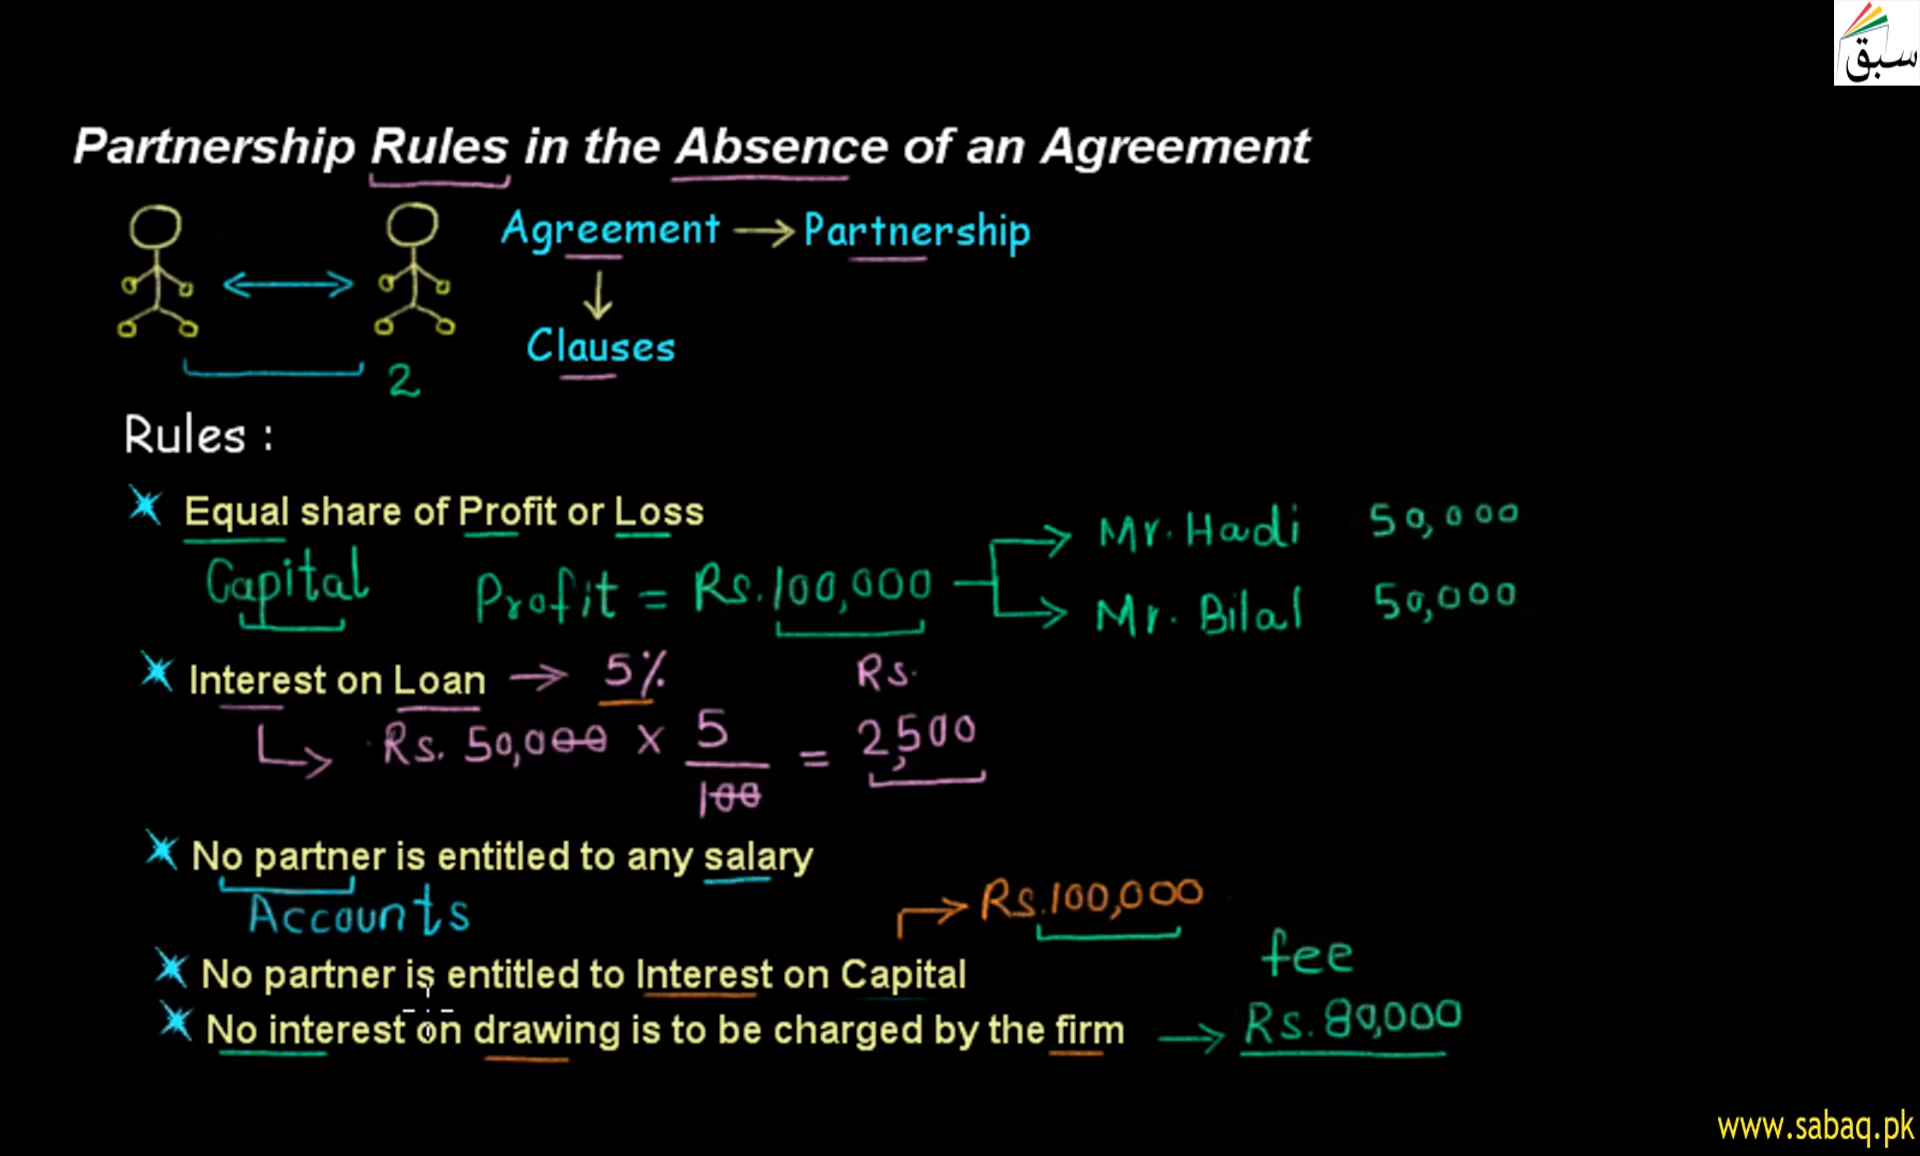 سبق
Partnership Rules in the Absence of an Agreement
Agreement → Partnership
Clauses
2
Rules :
Equal share of Profit or Loss
Capital Profit = Rs. 100,000
Mr. Hadi 50,000
Mr. Bilal 50,000
Interest on Loan → 5%
Rs. 50,000 x 5/100 = Rs. 2,500
No partner is entitled to any salary
Accounts
Rs. 100,000
No partner is entitled to Interest on Capital
fee
No interest on drawing is to be charged by the firm → Rs. 80,000
www.sabaq.pk